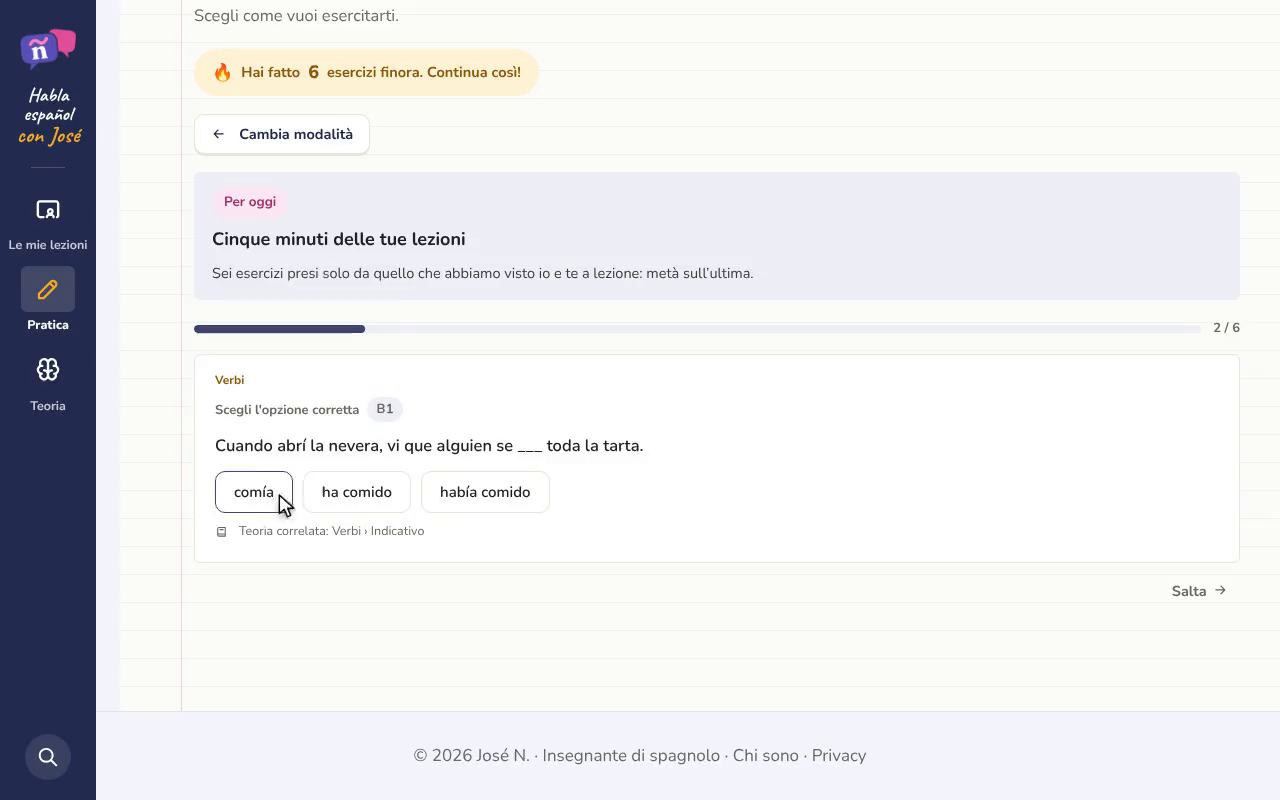 Scegli come vuoi esercitarti.
ñ
Habla
español
con José
🔥 Hai fatto 6 esercizi finora. Continua così!
← Cambia modalità
Per oggi
Cinque minuti delle tue lezioni
Sei esercizi presi solo da quello che abbiamo visto io e te a lezione: metà sull'ultima.
Le mie lezioni
Pratica
Teoria
2 / 6
Verbi
Scegli l'opzione corretta B1
Cuando abrí la nevera, vi que alguien se ___ toda la tarta.
comía ha comido había comido
Teoria correlata: Verbi › Indicativo
Salta →
© 2026 José N. · Insegnante di spagnolo · Chi sono · Privacy